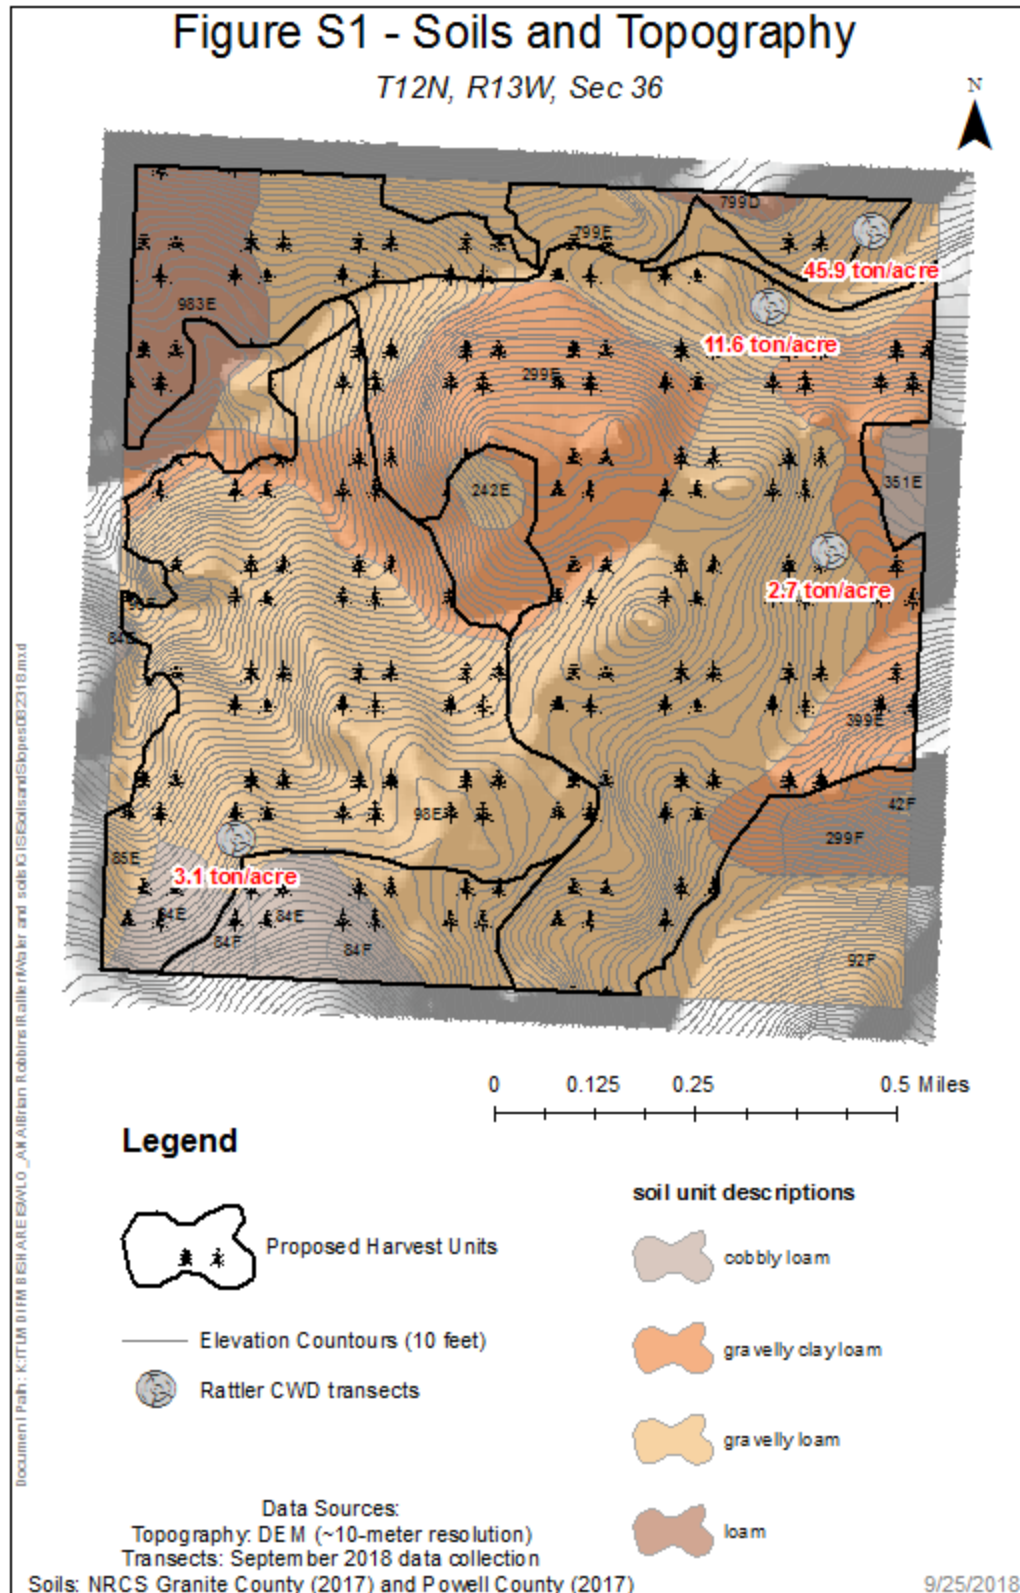 Figure S1 - Soils and Topography
T12N, R13W, Sec 36
N
799D
799E
45.9 ton/acre
983E
11.6 ton/acre
299E
242E
351E
2.7 ton/acre
399E
98E
42F
299F
85E
3.1 ton/acre
84E
84E
84F
84F
92F
0 0.125 0.25 0.5 Miles
Legend
Proposed Harvest Units
Elevation Countours (10 feet)
Rattler CWD transects
soil unit descriptions
cobbly loam
gravelly clay loam
gravelly loam
loam
Data Sources:
Topography: DEM (~10-meter resolution)
Transects: September 2018 data collection
Soils: NRCS Granite County (2017) and Powell County (2017)
9/25/2018